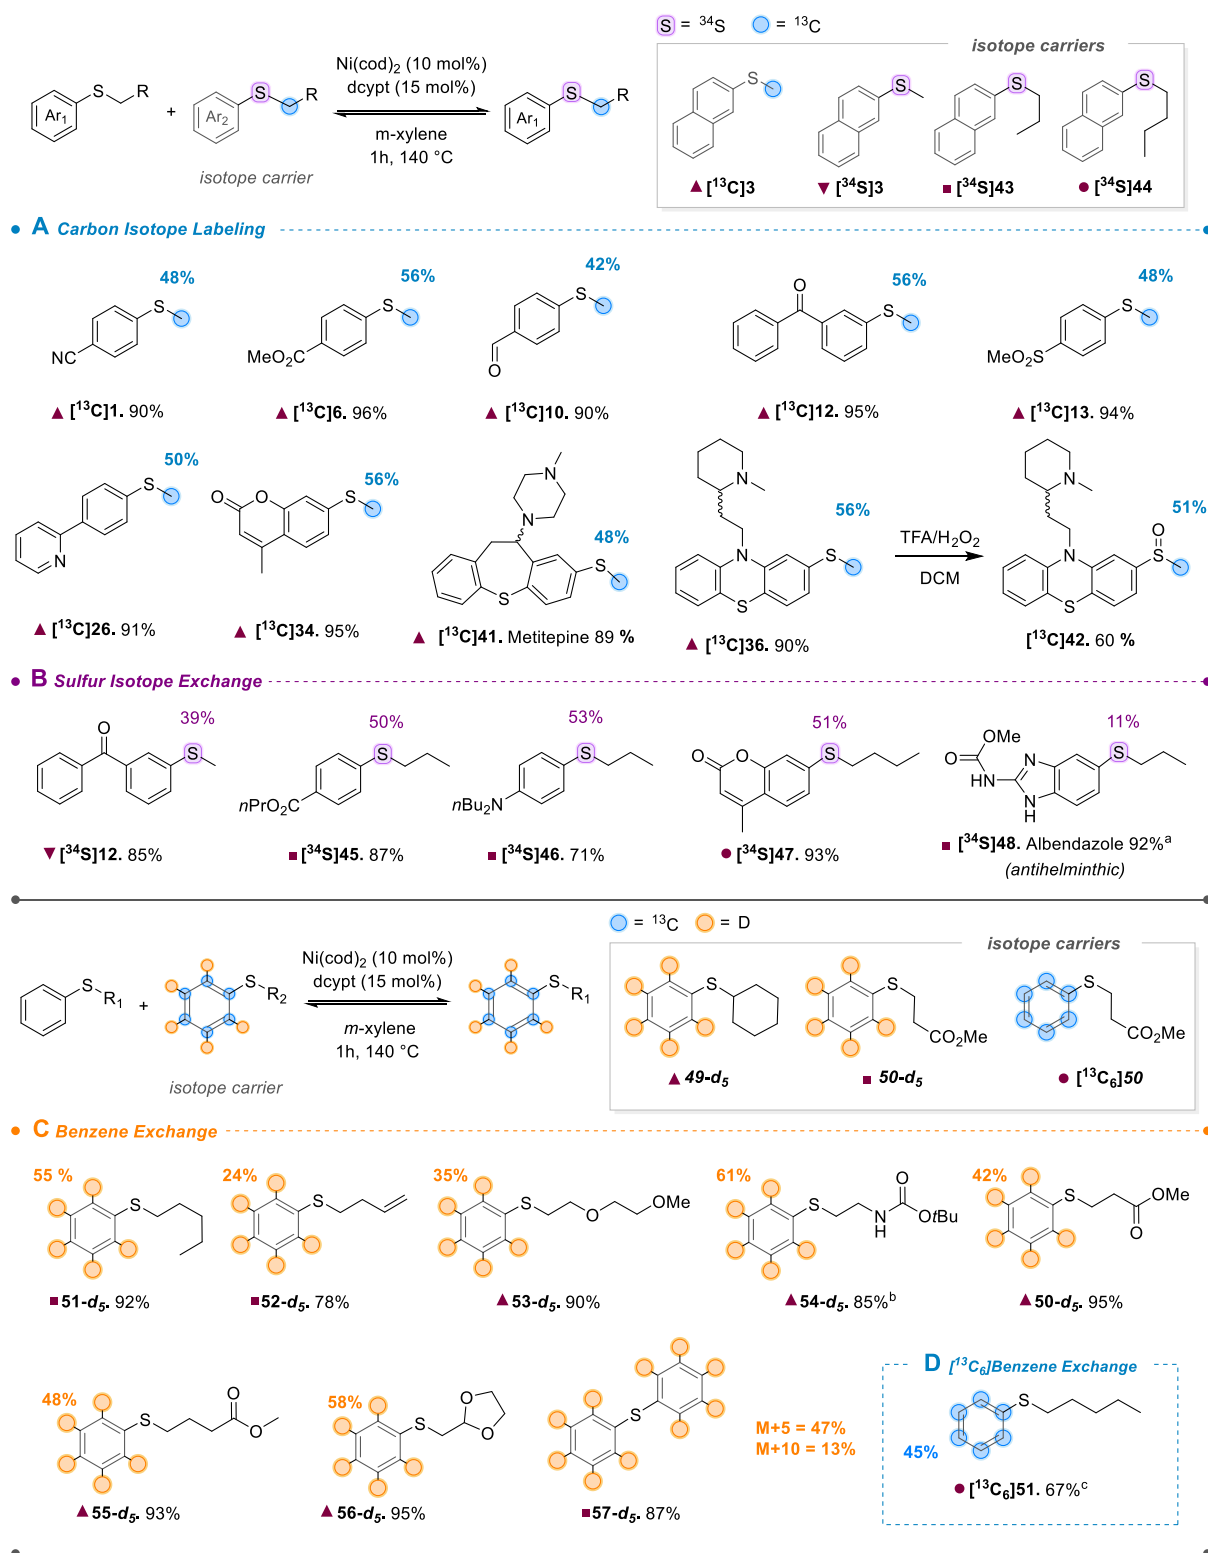 S = ³⁴S = ¹³C
isotope carriers
Ni(cod)₂ (10 mol%)
dcypt (15 mol%)
m-xylene
1h, 140 °C
Ar₁ S R + Ar₂ S R Ar₁ S R
isotope carrier
S S S S
▲ [¹³C]3 ▼ [³⁴S]3 ■ [³⁴S]43 ● [³⁴S]44
A Carbon Isotope Labeling
48% 56% 42% 56% 48%
S S S O S S
NC MeO₂C O MeO₂S
▲ [¹³C]1. 90% ▲ [¹³C]6. 96% ▲ [¹³C]10. 90% ▲ [¹³C]12. 95% ▲ [¹³C]13. 94%
50% 56% 48% 56% 51%
S N O O S N N S S N N S S N N S O S
TFA/H₂O₂
DCM
▲ [¹³C]26. 91% ▲ [¹³C]34. 95% ▲ [¹³C]41. Metitepine 89 % ▲ [¹³C]36. 90% [¹³C]42. 60 %
B Sulfur Isotope Exchange
39% 50% 53% 51% 11%
O S S S O O S OMe O NH N N H S
nPrO₂C nBu₂N
▼ [³⁴S]12. 85% ■ [³⁴S]45. 87% ■ [³⁴S]46. 71% ● [³⁴S]47. 93% ■ [³⁴S]48. Albendazole 92%ᵃ
(antihelminthic)
= ¹³C = D
isotope carriers
Ni(cod)₂ (10 mol%)
dcypt (15 mol%)
m-xylene
1h, 140 °C
S R₁ + S R₂ S R₁
isotope carrier
S S CO₂Me S CO₂Me
▲ 49-d₅ ■ 50-d₅ ● [¹³C₆]50
C Benzene Exchange
55 % 24% 35% 61% 42%
S S S O OMe S N H O OtBu S O OMe
■ 51-d₅. 92% ■ 52-d₅. 78% ▲ 53-d₅. 90% ▲ 54-d₅. 85%ᵇ ▲ 50-d₅. 95%
48% 58%
S O O S O O S
M+5 = 47%
M+10 = 13%
▲ 55-d₅. 93% ▲ 56-d₅. 95% ■ 57-d₅. 87%
D [¹³C₆]Benzene Exchange
S
45%
● [¹³C₆]51. 67%ᶜ